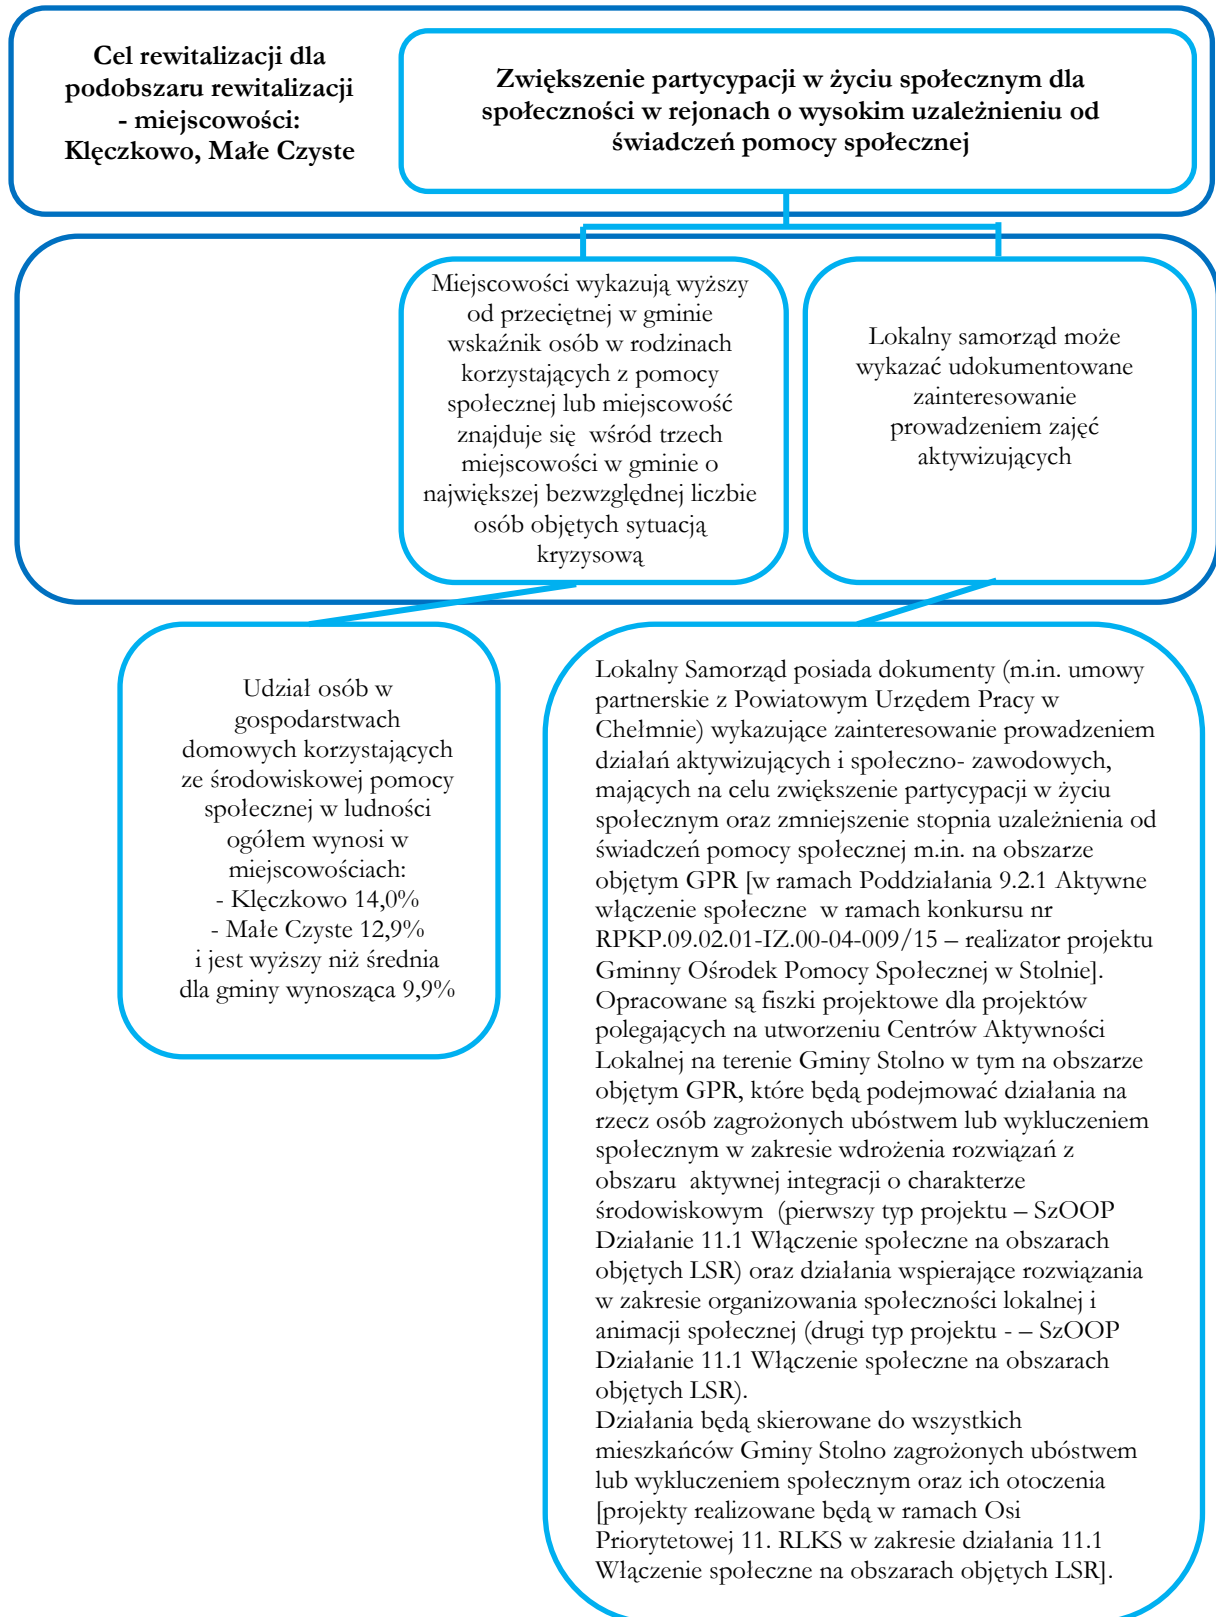 Cel rewitalizacji dla
podobszaru rewitalizacji
- miejscowości:
Klęczkowo, Małe Czyste
Zwiększenie partycypacji w życiu społecznym dla
społeczności w rejonach o wysokim uzależnieniu od
świadczeń pomocy społecznej
Miejscowości wykazują wyższy
od przeciętnej w gminie
wskaźnik osób w rodzinach
korzystających z pomocy
społecznej lub miejscowość
znajduje się wśród trzech
miejscowości w gminie o
największej bezwzględnej liczbie
osób objętych sytuacją
kryzysową
Lokalny samorząd może
wykazać udokumentowane
zainteresowanie
prowadzeniem zajęć
aktywizujących
Udział osób w
gospodarstwach
domowych korzystających
ze środowiskowej pomocy
społecznej w ludności
ogółem wynosi w
miejscowościach:
- Klęczkowo 14,0%
- Małe Czyste 12,9%
i jest wyższy niż średnia
dla gminy wynosząca 9,9%
Lokalny Samorząd posiada dokumenty (m.in. umowy
partnerskie z Powiatowym Urzędem Pracy w
Chełmnie) wykazujące zainteresowanie prowadzeniem
działań aktywizujących i społeczno- zawodowych,
mających na celu zwiększenie partycypacji w życiu
społecznym oraz zmniejszenie stopnia uzależnienia od
świadczeń pomocy społecznej m.in. na obszarze
objętym GPR [w ramach Poddziałania 9.2.1 Aktywne
włączenie społeczne w ramach konkursu nr
RPKP.09.02.01-IZ.00-04-009/15 – realizator projektu
Gminny Ośrodek Pomocy Społecznej w Stolnie].
Opracowane są fiszki projektowe dla projektów
polegających na utworzeniu Centrów Aktywności
Lokalnej na terenie Gminy Stolno w tym na obszarze
objętym GPR, które będą podejmować działania na
rzecz osób zagrożonych ubóstwem lub wykluczeniem
społecznym w zakresie wdrożenia rozwiązań z
obszaru aktywnej integracji o charakterze
środowiskowym (pierwszy typ projektu – SzOOP
Działanie 11.1 Włączenie społeczne na obszarach
objętych LSR) oraz działania wspierające rozwiązania
w zakresie organizowania społeczności lokalnej i
animacji społecznej (drugi typ projektu - – SzOOP
Działanie 11.1 Włączenie społeczne na obszarach
objętych LSR).
Działania będą skierowane do wszystkich
mieszkańców Gminy Stolno zagrożonych ubóstwem
lub wykluczeniem społecznym oraz ich otoczenia
[projekty realizowane będą w ramach Osi
Priorytetowej 11. RLKS w zakresie działania 11.1
Włączenie społeczne na obszarach objętych LSR].